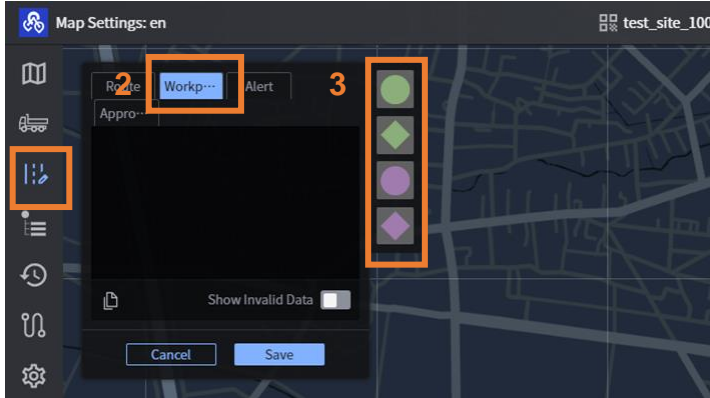 Map Settings: en
test_site_100
2
3
Route
Workp···
Alert
Appro···
Show Invalid Data
Cancel
Save